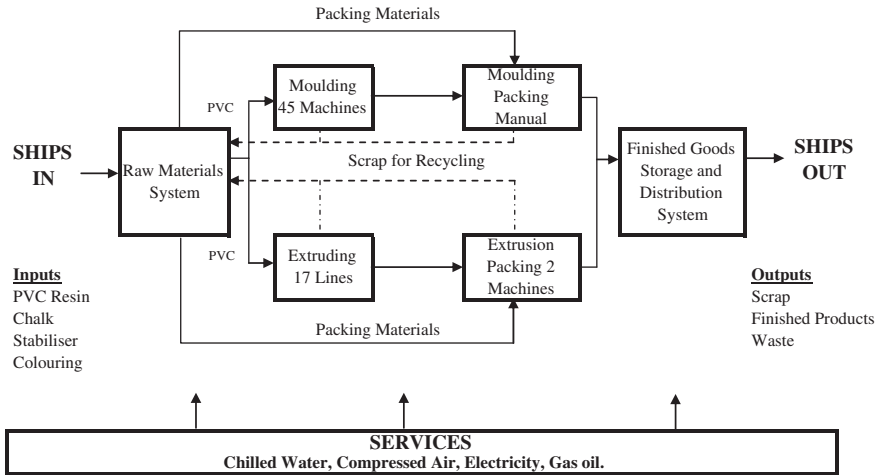 Packing Materials
Moulding
45 Machines
Moulding
Packing
Manual
PVC
SHIPS
IN
Raw Materials
System
Scrap for Recycling
Finished Goods
Storage and
Distribution
System
SHIPS
OUT
PVC
Extruding
17 Lines
Extrusion
Packing 2
Machines
Packing Materials
Inputs
PVC Resin
Chalk
Stabiliser
Colouring
Outputs
Scrap
Finished Products
Waste
SERVICES
Chilled Water, Compressed Air, Electricity, Gas oil.